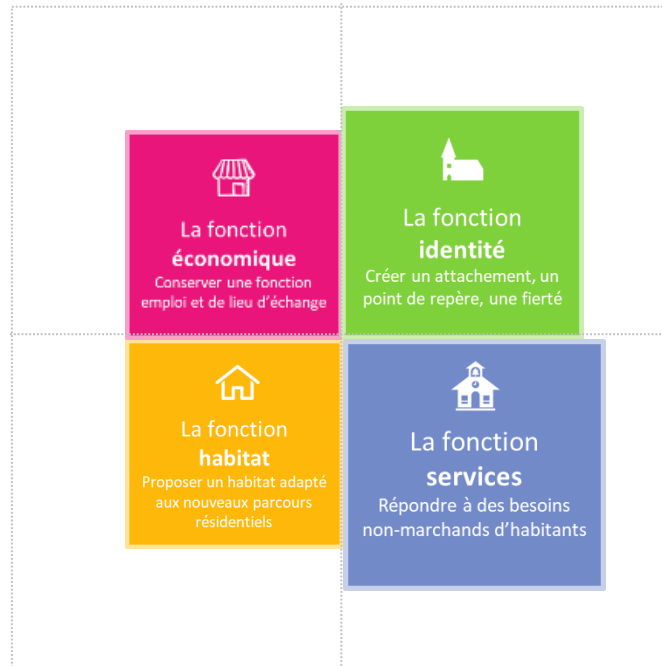 La fonction
économique
Conserver une fonction
emploi et de lieu d'échange
La fonction
identité
Créer un attachement, un
point de repère, une fierté
La fonction
habitat
Proposer un habitat adapté
aux nouveaux parcours
résidentiels
La fonction
services
Répondre à des besoins
non-marchands d'habitants